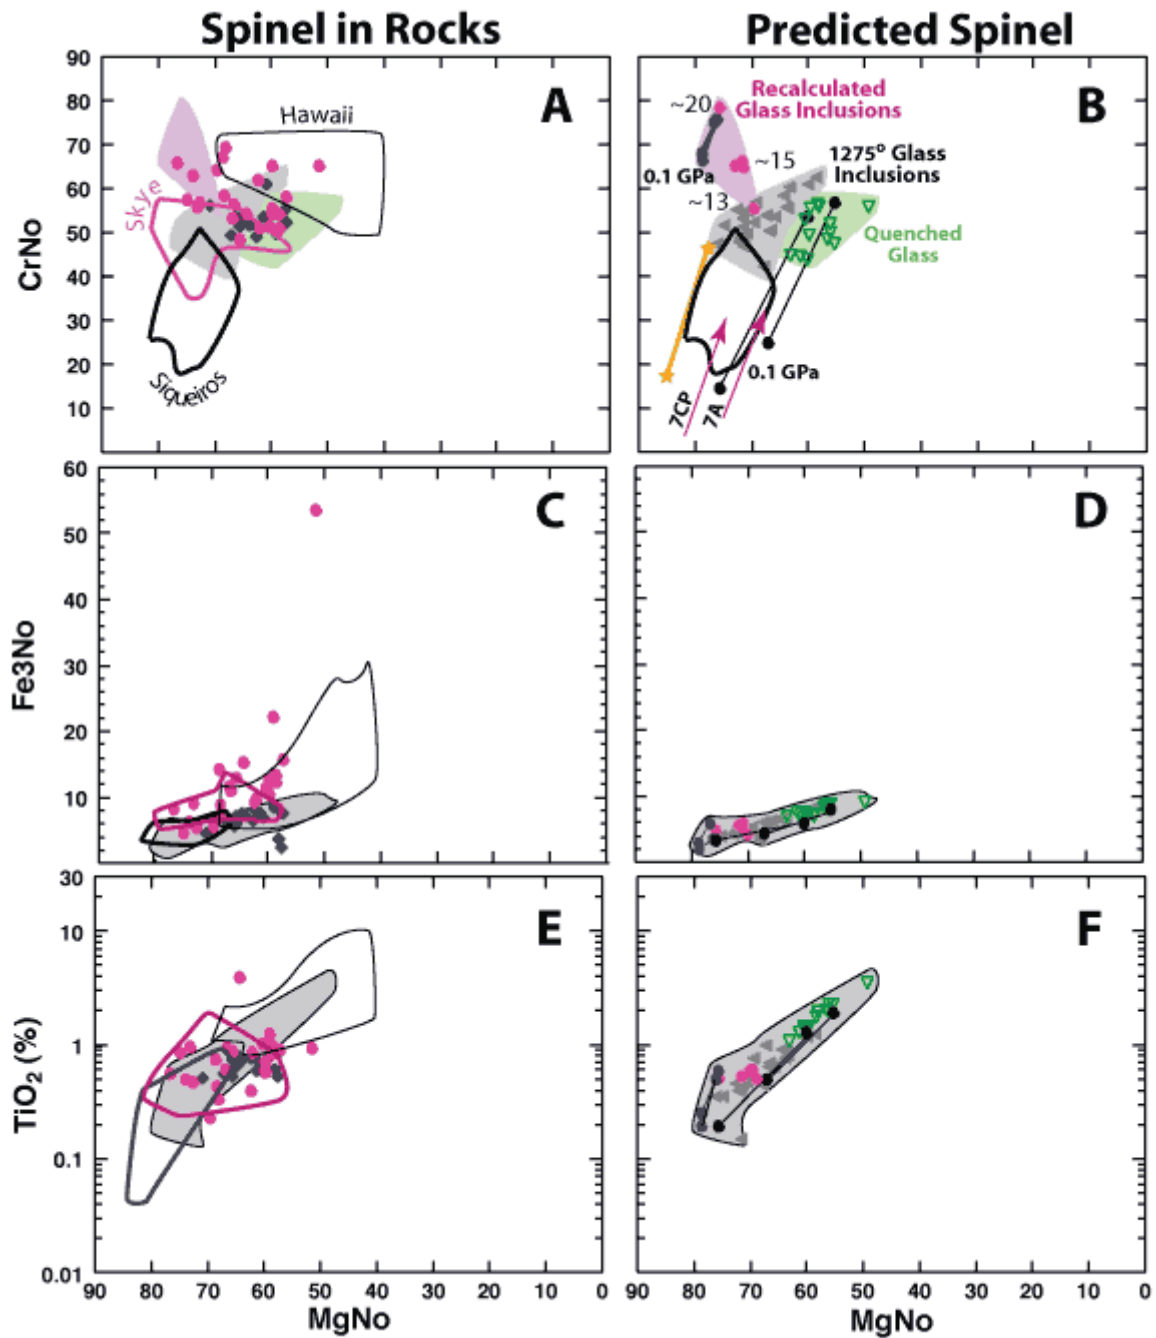 Spinel in Rocks
Predicted Spinel
90
80
70
60
50
40
30
20
10
CrNo
A
Hawaii
Skye
Siqueiros
B
Recalculated
Glass Inclusions
~20
~15
1275° Glass
Inclusions
0.1 GPa
~13
Quenched
Glass
0.1 GPa
7CP
7A
60
50
40
30
20
10
Fe3No
C
D
30
10
1
0.1
0.01
TiO2 (%)
E
F
90 80 70 60 50 40 30 20 10 0
MgNo
90 80 70 60 50 40 30 20 10 0
MgNo